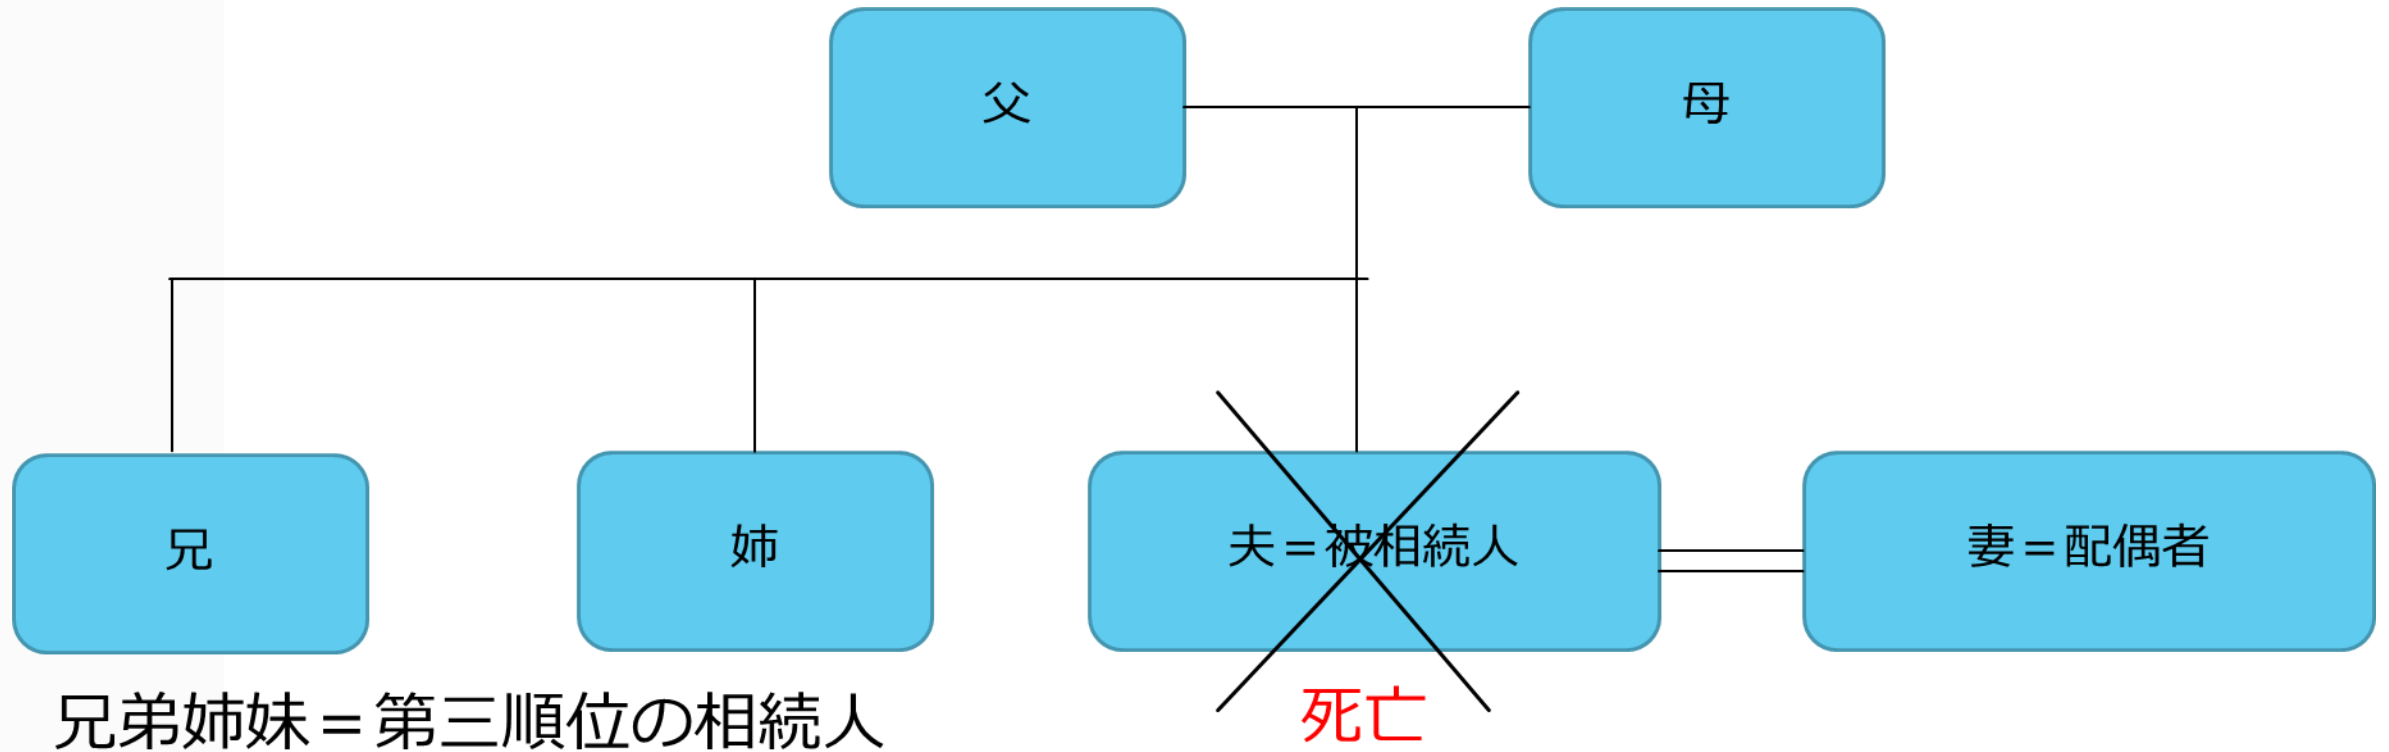 父
母
兄
姉
夫＝被相続人
妻＝配偶者
兄弟姉妹＝第三順位の相続人
死亡